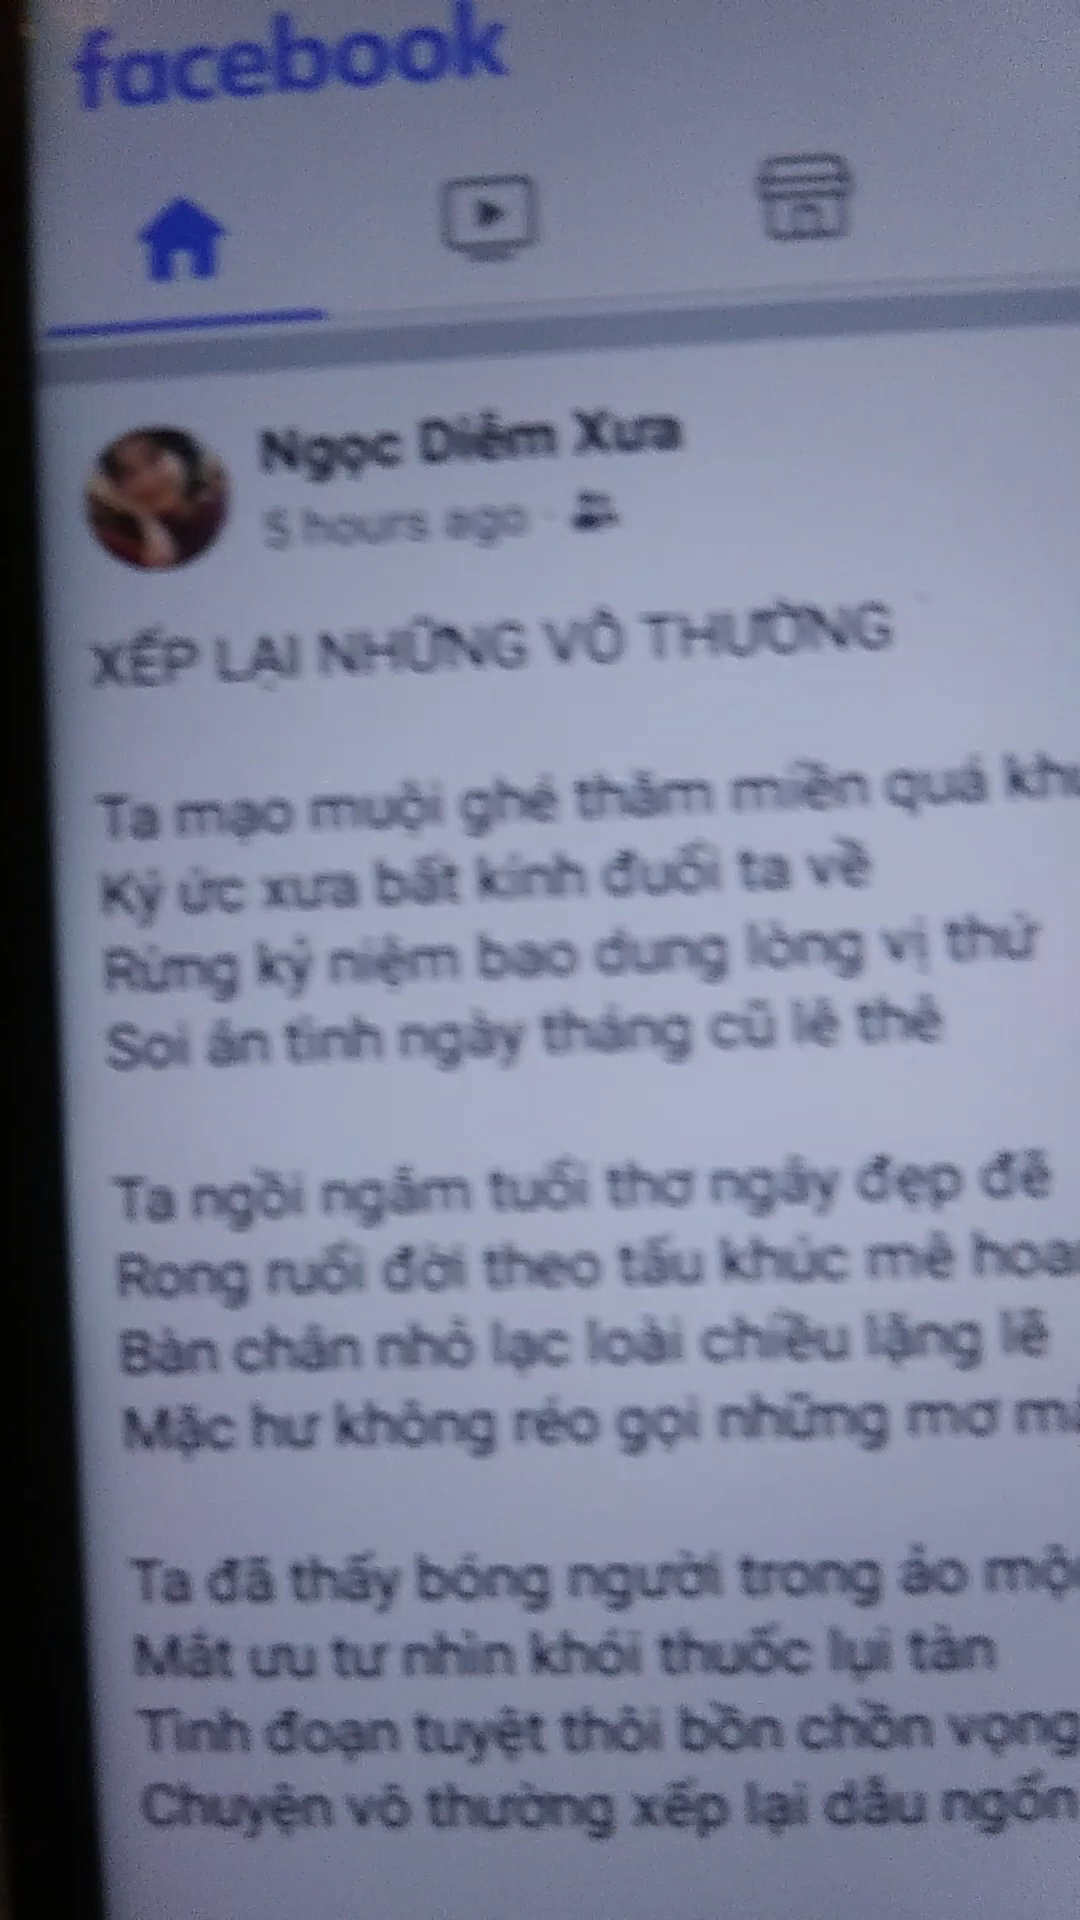 facebook
Ngọc Diễm Xưa
5 hours ago
XẾP LẠI NHỮNG VÔ THƯỜNG
Ta mạo muội ghé thăm miền quá
Ký ức xưa bất kính đuổi ta về
Rừng kỷ niệm bao dung lòng vị thứ
Soi ân tình ngày tháng cũ lê thê
Ta ngồi ngắm tuổi thơ ngây đẹp đẽ
Rong ruổi đời theo tấu khúc mê
Bàn chân nhỏ lạc loài chiều lặng lẽ
Mặc hư không réo gọi những mơ
Ta đã thấy bóng người trong ảo
Mắt ưu tư nhìn khói thuốc lụi tàn
Tình đoạn tuyệt thôi bồn chồn vọng
Chuyện vô thường xếp lại dẫu